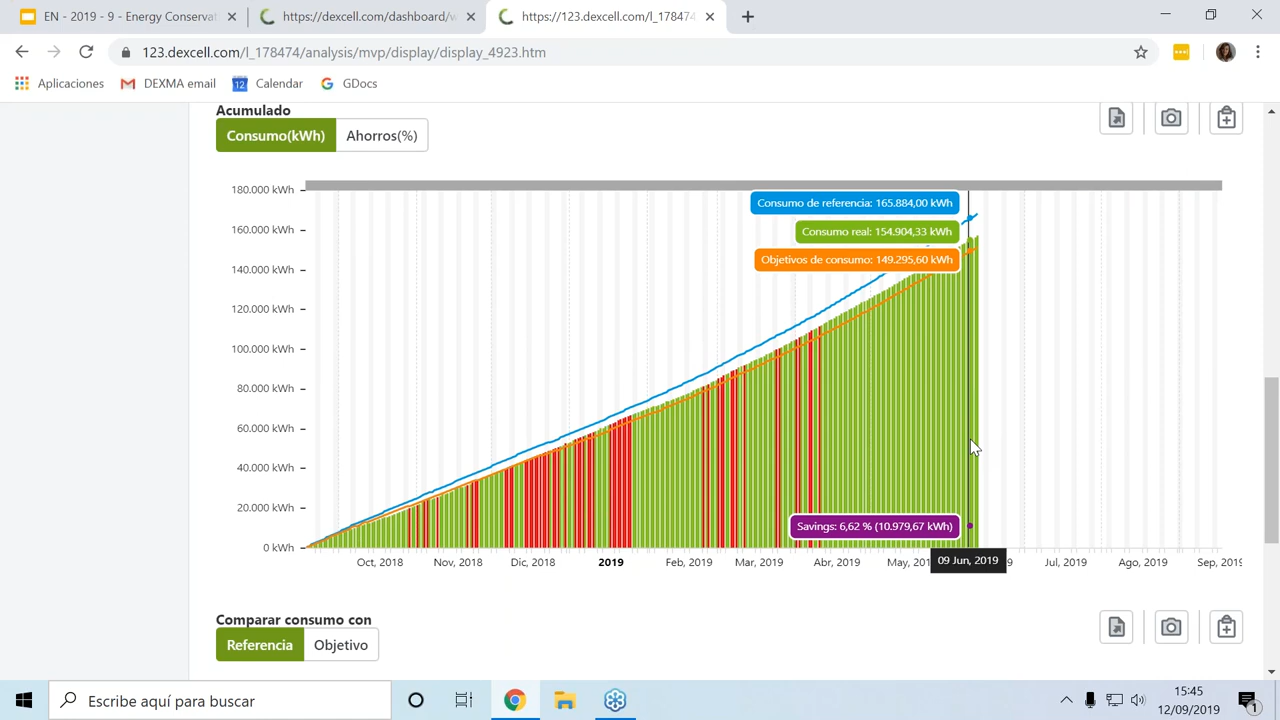 EN - 2019 - 9 - Energy Conservat
https://dexcell.com/dashboard/
https://123.dexcell.com/l_178474
123.dexcell.com/l_178474/analysis/mvp/display/display_4923.htm
Aplicaciones
DEXMA email
12
Calendar
GDocs
Acumulado
Consumo(kWh)
Ahorros(%)
180.000 kWh
Consumo de referencia: 165.884,00 kWh
160.000 kWh
Consumo real: 154.904,33 kWh
Objetivos de consumo: 149.295,60 kWh
140.000 kWh
120.000 kWh
100.000 kWh
80.000 kWh
60.000 kWh
40.000 kWh
20.000 kWh
Savings: 6,62 % (10.979,67 kWh)
0 kWh
Oct, 2018 Nov, 2018 Dic, 2018 2019 Feb, 2019 Mar, 2019 Abr, 2019 May, 09 Jun, 2019 9 Jul, 2019 Ago, 2019 Sep, 2019
Comparar consumo con
Referencia
Objetivo
Escribe aquí para buscar
15:45
12/09/2019
1